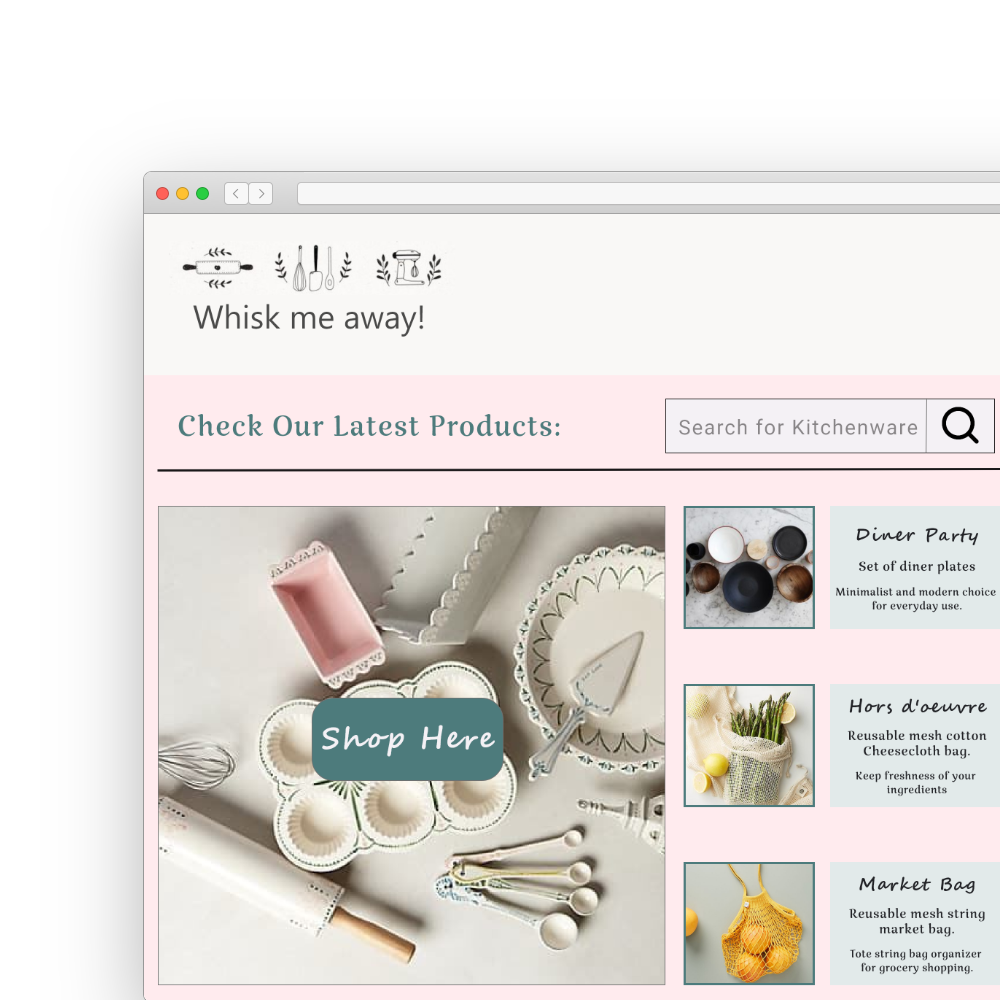 Whisk me away!
Check Our Latest Products:
Search for Kitchenware
Shop Here
Diner Party
Set of diner plates
Minimalist and modern choice
for everyday use.
Hors d'oeuvre
Reusable mesh cotton
Cheesecloth bag.
Keep freshness of your
ingredients
Market Bag
Reusable mesh string
market bag.
Tote string bag organizer
for grocery shopping.